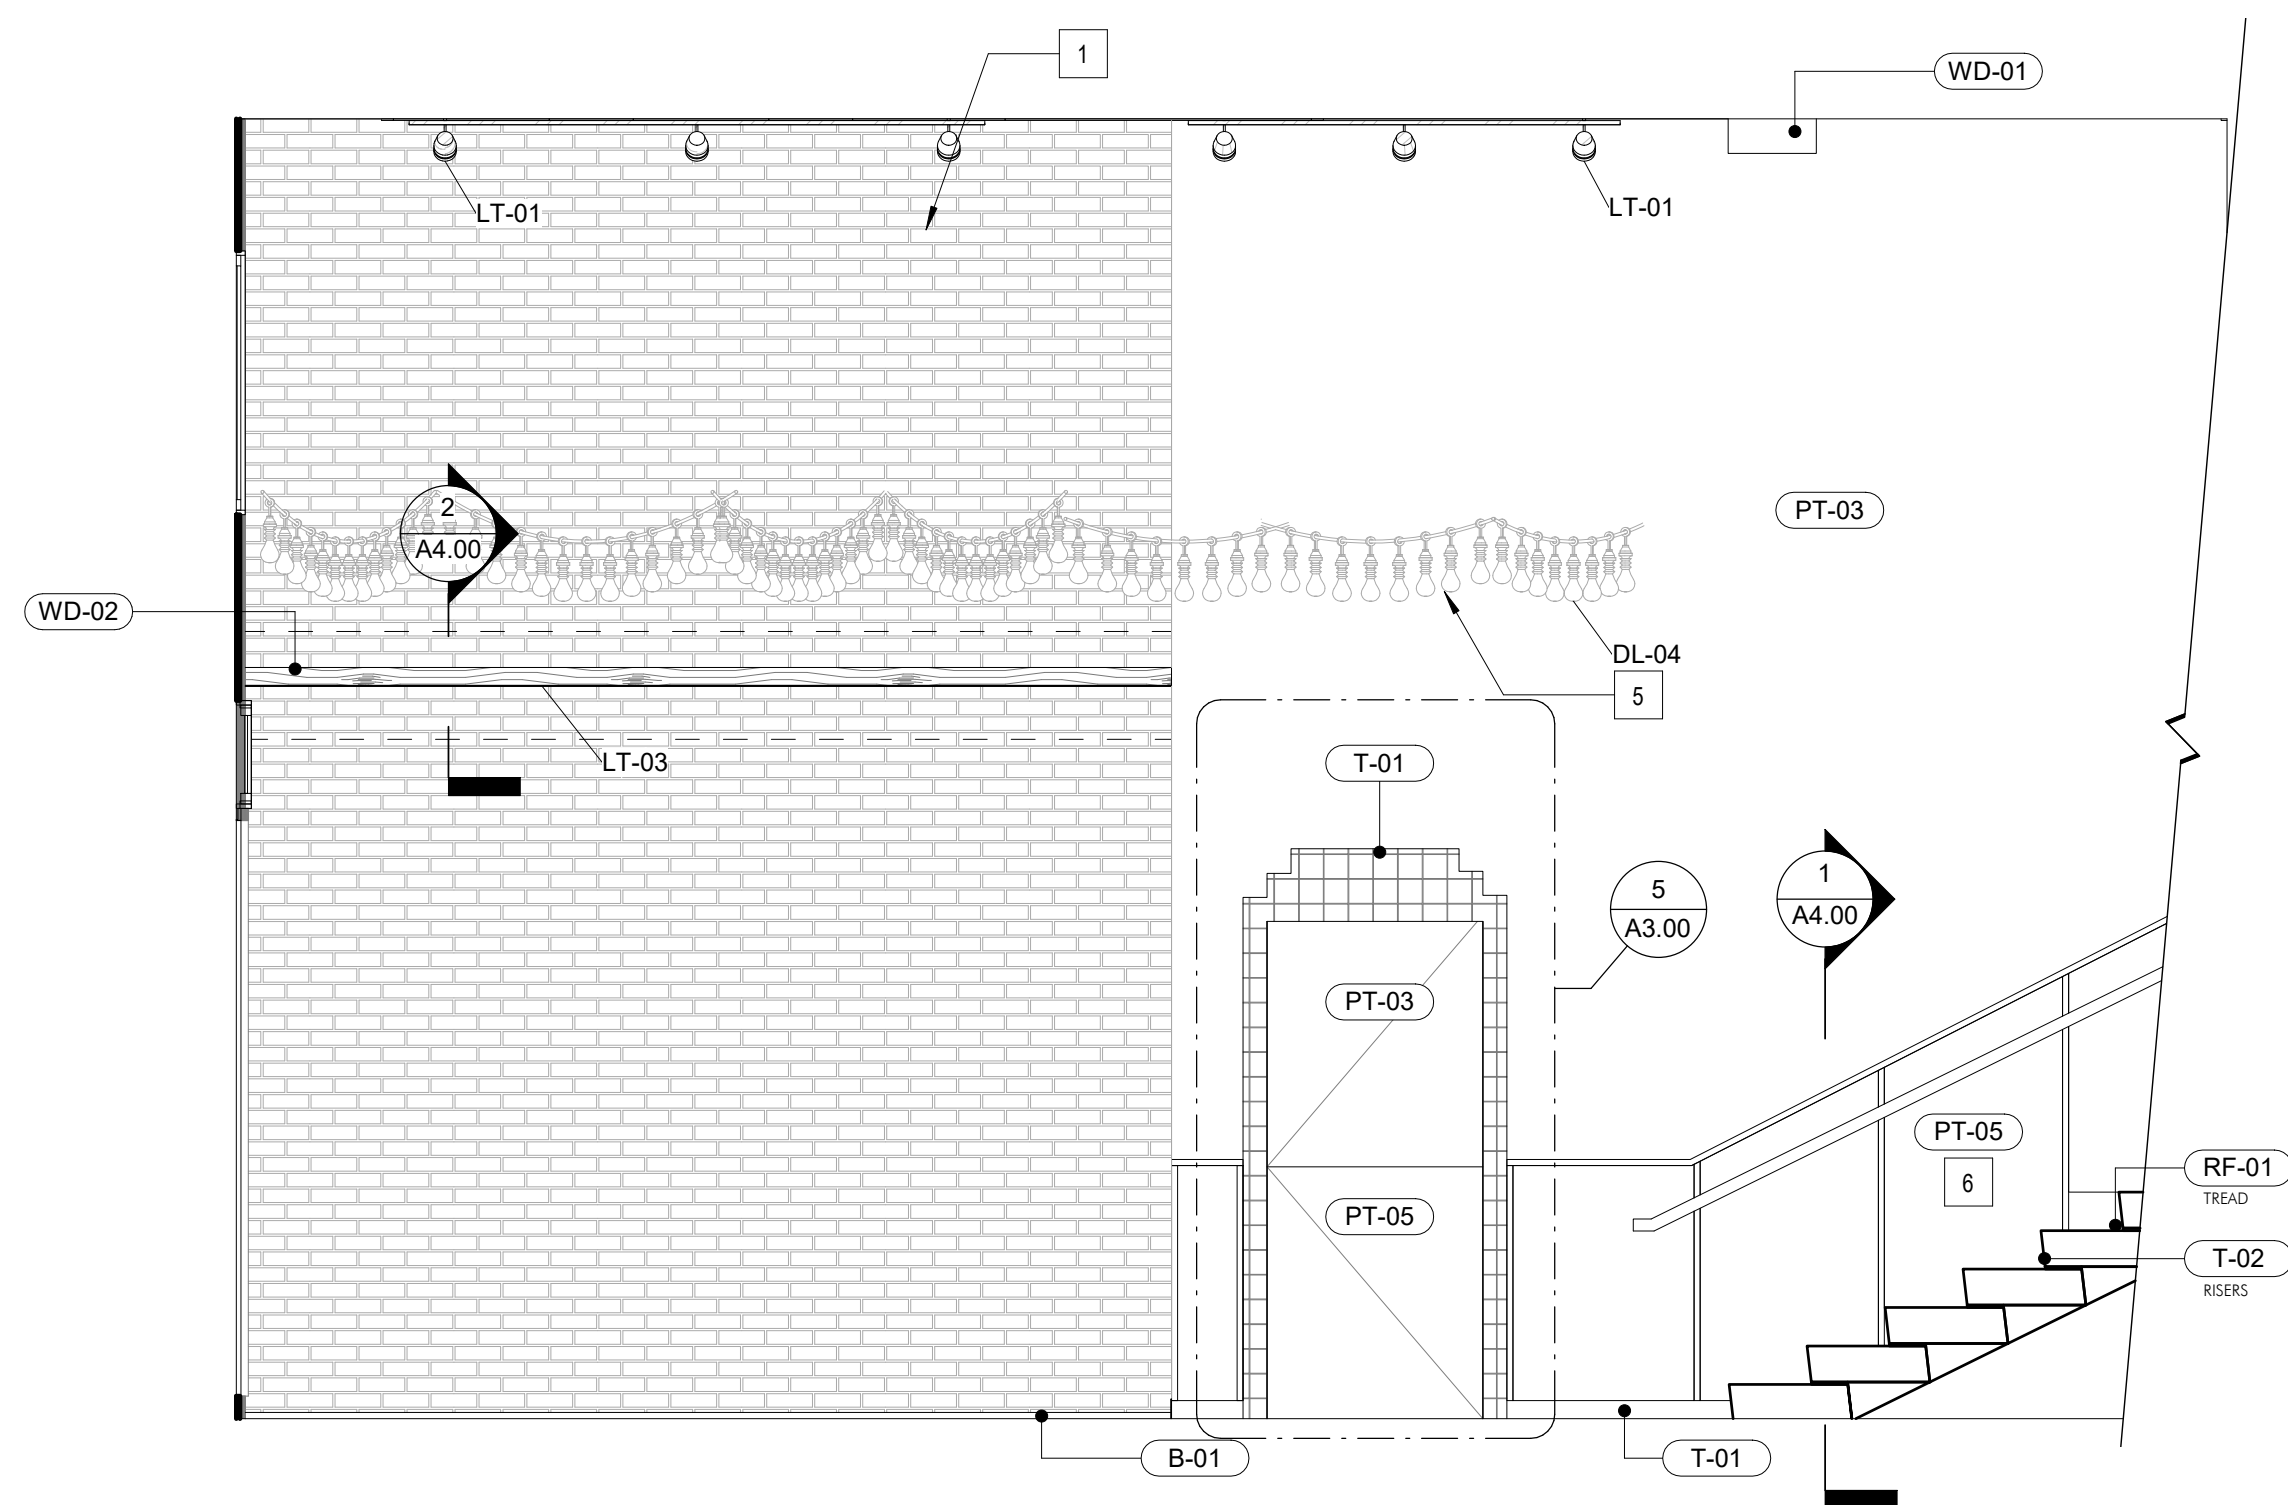 1
WD-01
LT-01
LT-01
2
A4.00
PT-03
WD-02
DL-04
5
LT-03
T-01
5
A3.00
1
A4.00
PT-03
PT-05
6
RF-01
TREAD
PT-05
T-02
RISERS
B-01
T-01